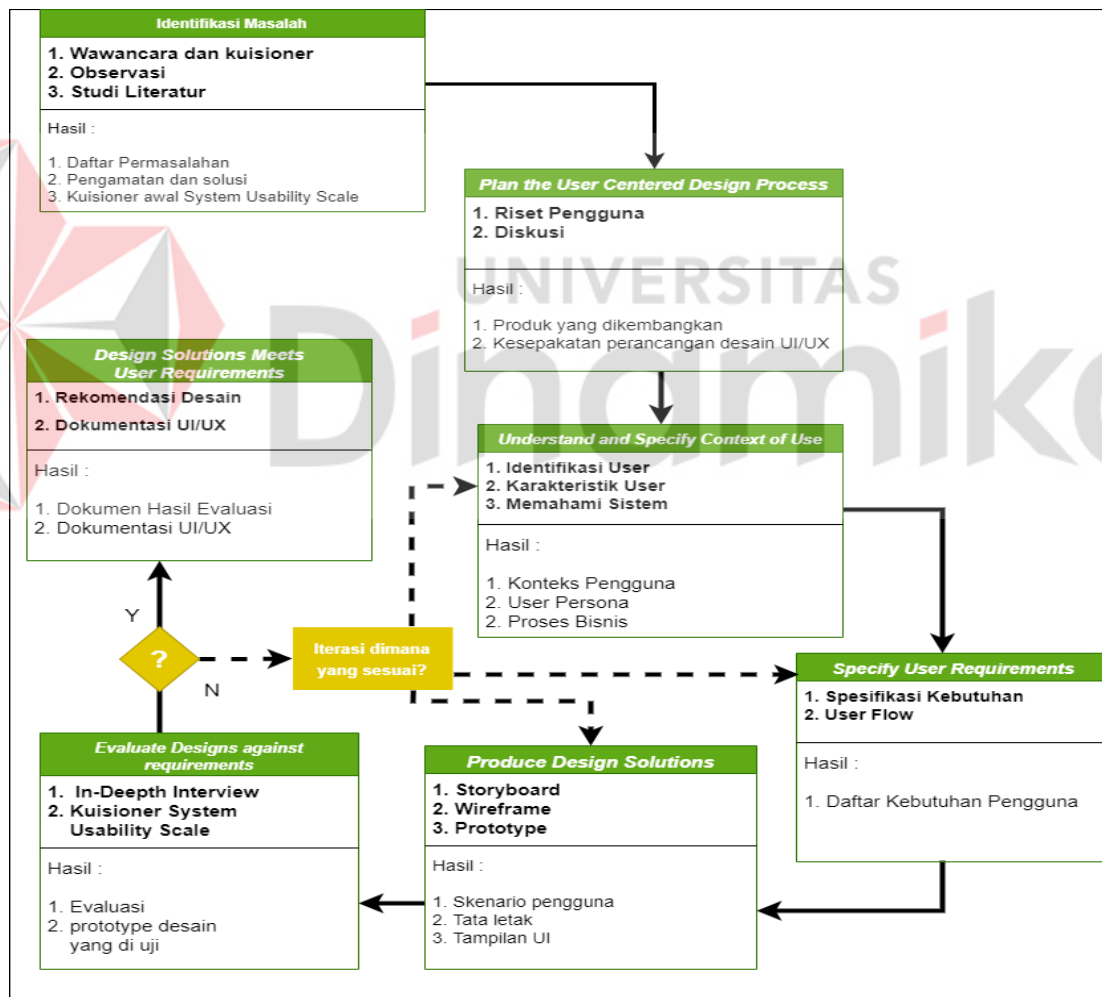 Identifikasi Masalah
1. Wawancara dan kuisioner
2. Observasi
3. Studi Literatur
Hasil :
1. Daftar Permasalahan
2. Pengamatan dan solusi
3. Kuisioner awal System Usability Scale
Plan the User Centered Design Process
1. Riset Pengguna
2. Diskusi
Hasil :
1. Produk yang dikembangkan
2. Kesepakatan perancangan desain UI/UX
UNIVERSITAS
Dinamika
Design Solutions Meets
User Requirements
1. Rekomendasi Desain
2. Dokumentasi UI/UX
Hasil :
1. Dokumen Hasil Evaluasi
2. Dokumentasi UI/UX
Understand and Specify Context of Use
1. Identifikasi User
2. Karakteristik User
3. Memahami Sistem
Hasil :
1. Konteks Pengguna
2. User Persona
3. Proses Bisnis
Y
?
N
Iterasi dimana
yang sesuai?
Specify User Requirements
1. Spesifikasi Kebutuhan
2. User Flow
Hasil :
1. Daftar Kebutuhan Pengguna
Evaluate Designs against
requirements
1. In-Deepth Interview
2. Kuisioner System
Usability Scale
Hasil :
1. Evaluasi
2. prototype desain
yang di uji
Produce Design Solutions
1. Storyboard
2. Wireframe
3. Prototype
Hasil :
1. Skenario pengguna
2. Tata letak
3. Tampilan UI